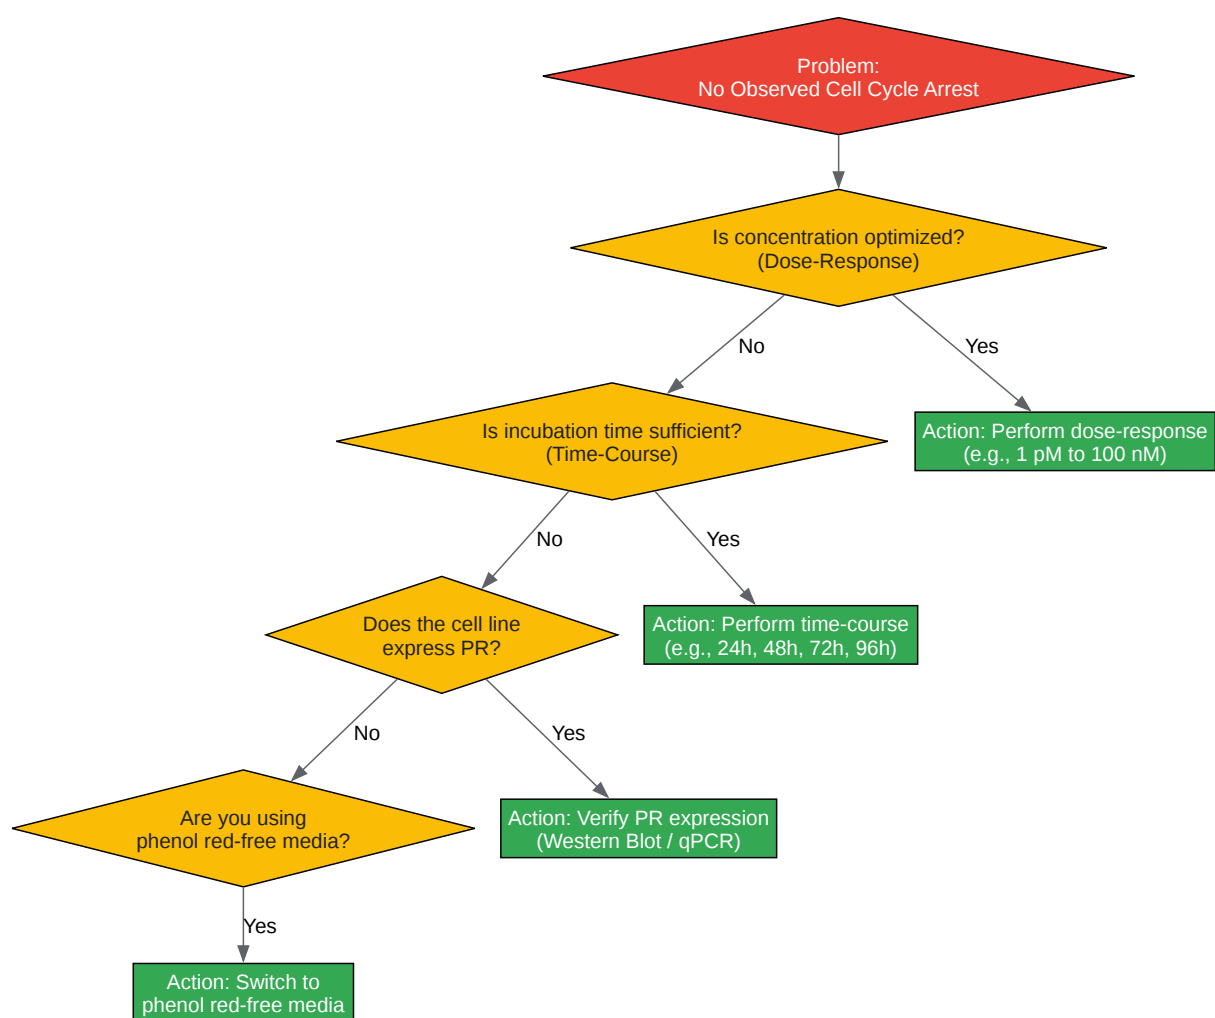 Problem:
No Observed Cell Cycle Arrest
Is concentration optimized?
(Dose-Response)
No
Yes
Is incubation time sufficient?
(Time-Course)
Action: Perform dose-response
(e.g., 1 pM to 100 nM)
No
Yes
Does the cell line
express PR?
Action: Perform time-course
(e.g., 24h, 48h, 72h, 96h)
No
Yes
Are you using
phenol red-free media?
Action: Verify PR expression
(Western Blot / qPCR)
Yes
Action: Switch to
phenol red-free media